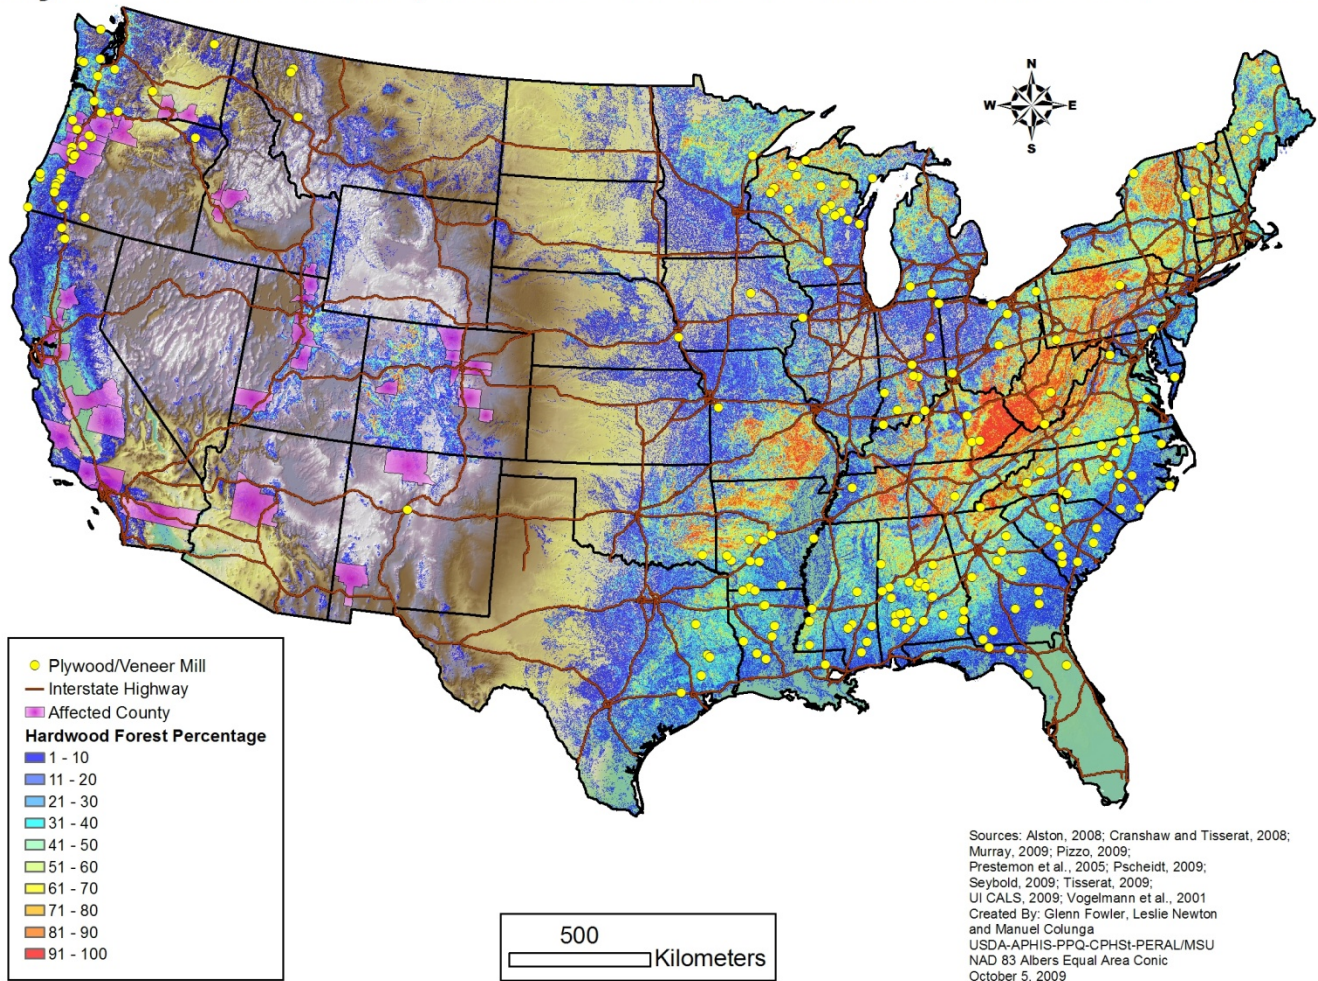 N
W E
S
Plywood/Veneer Mill
Interstate Highway
Affected County
Hardwood Forest Percentage
1 - 10
11 - 20
21 - 30
31 - 40
41 - 50
51 - 60
61 - 70
71 - 80
81 - 90
91 - 100
500
Kilometers
Sources: Alston, 2008; Cranshaw and Tisserat, 2008;
Murray, 2009; Pizzo, 2009;
Prestemon et al., 2005; Pscheidt, 2009;
Seybold, 2009; Tisserat, 2009;
UI CALS, 2009; Vogelmann et al., 2001
Created By: Glenn Fowler, Leslie Newton
and Manuel Colunga
USDA-APHIS-PPQ-CPHSt-PERAL/MSU
NAD 83 Albers Equal Area Conic
October 5, 2009